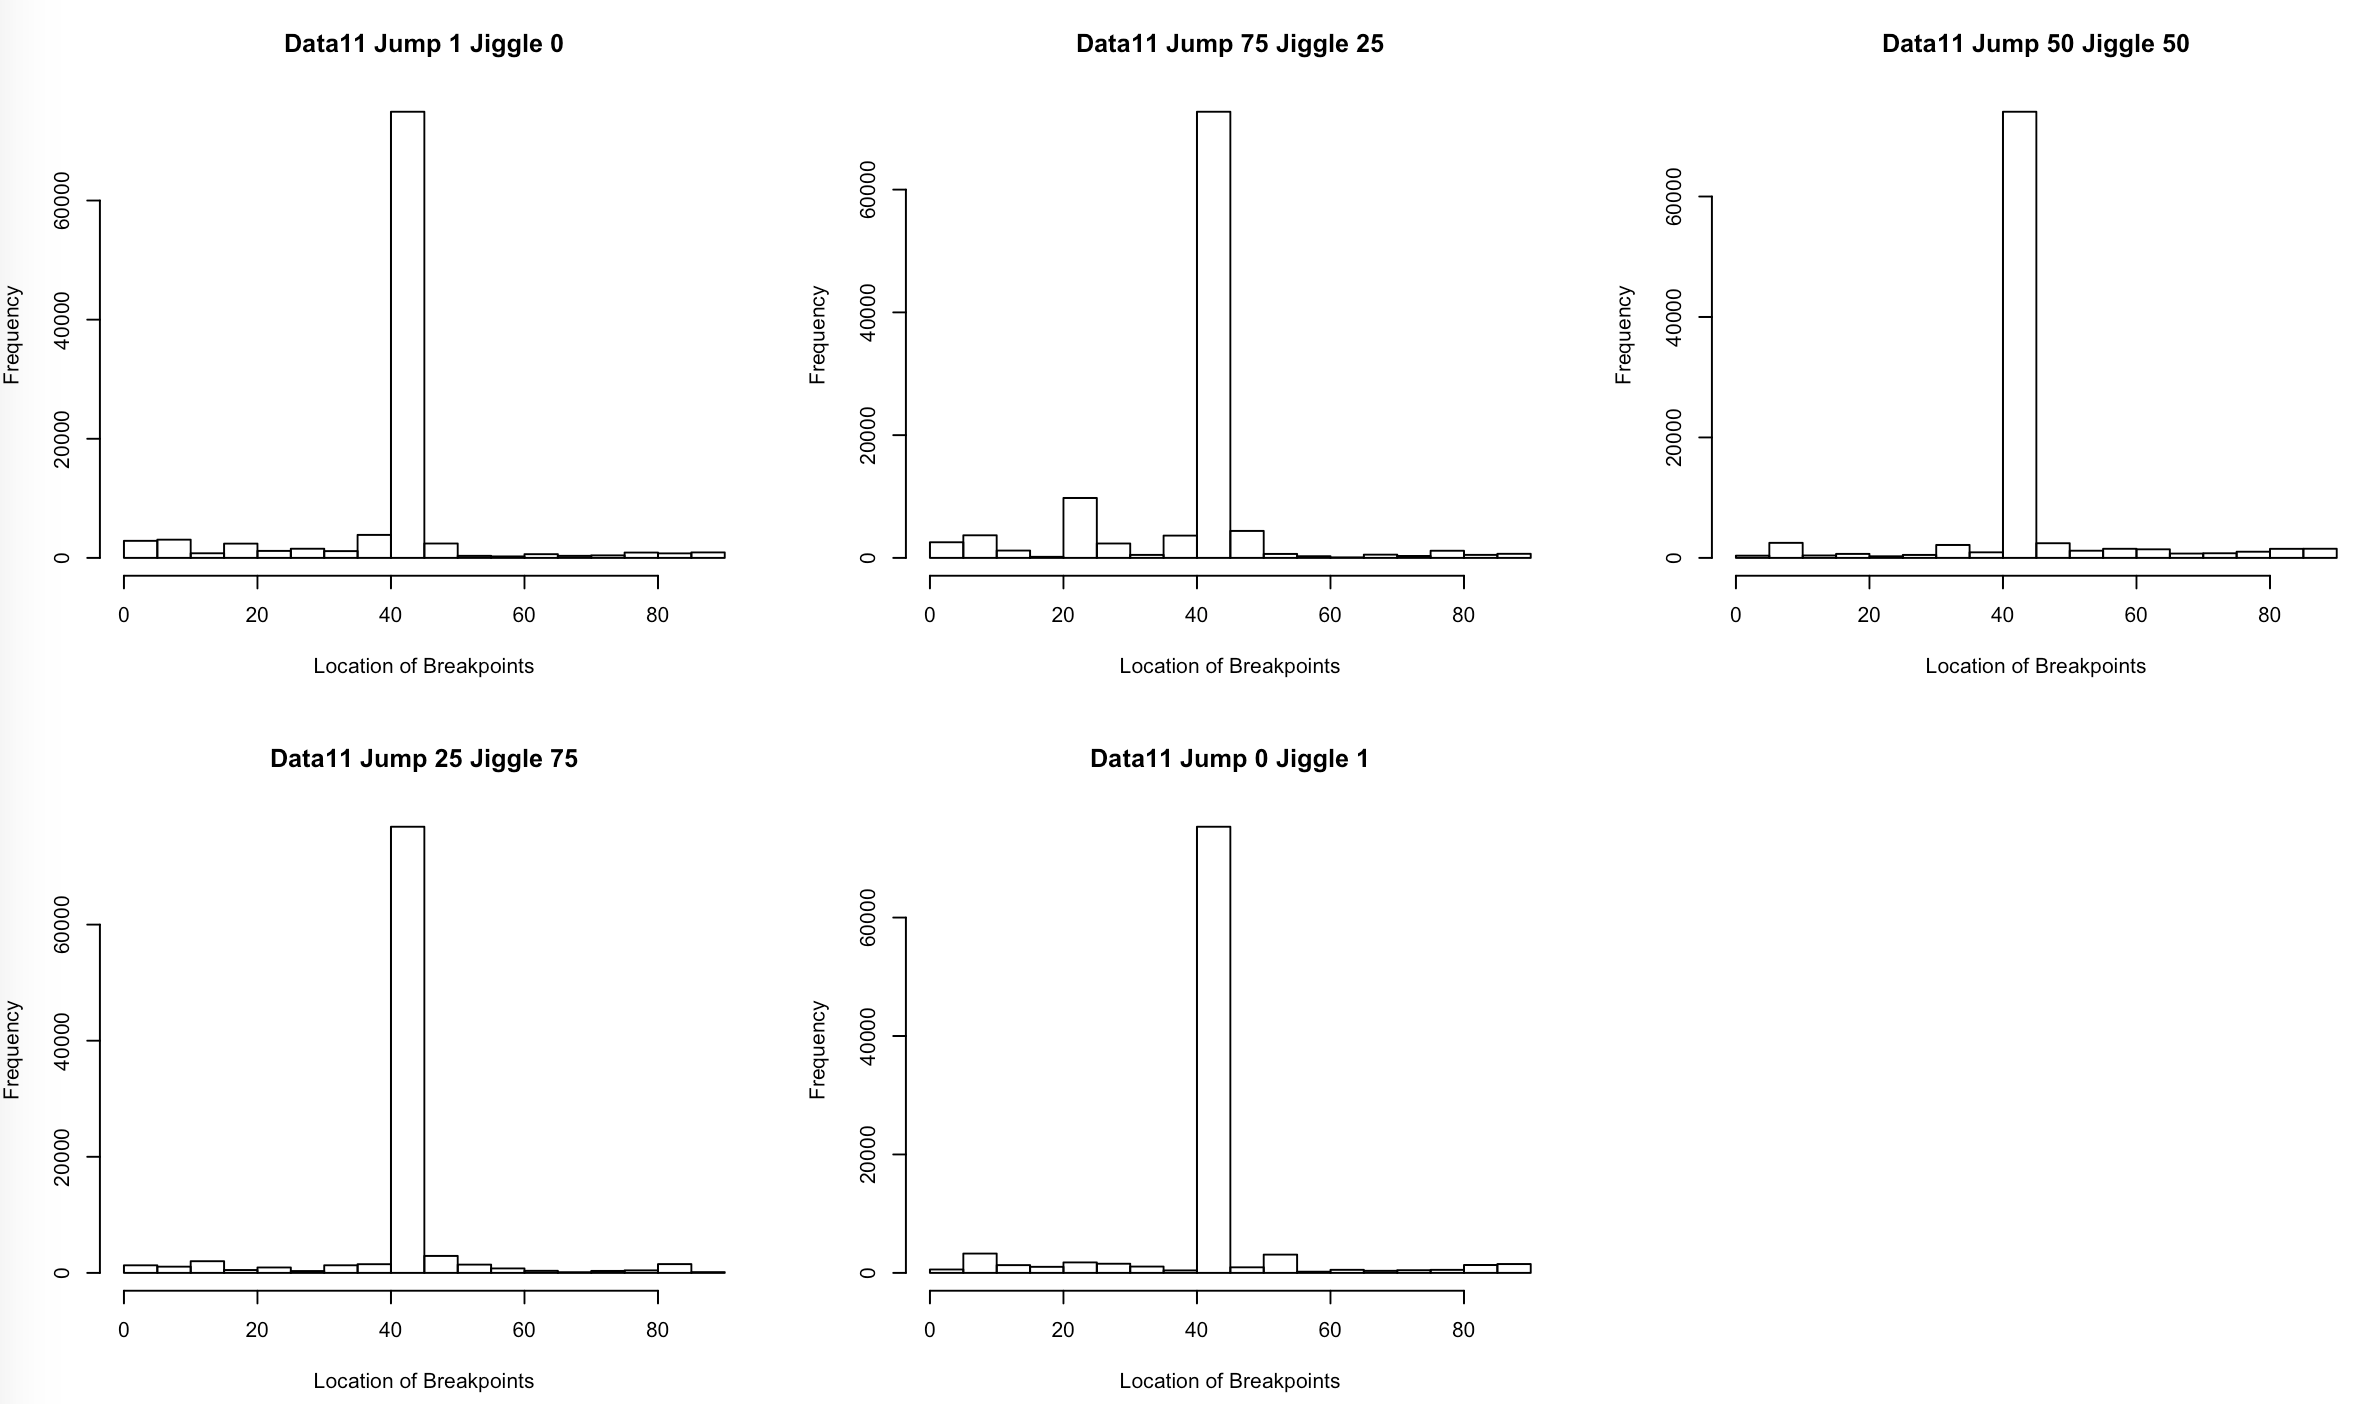 Data11 Jump 1 Jiggle 0
Frequency
0
20000
40000
60000
0 20 40 60 80
Location of Breakpoints
Data11 Jump 75 Jiggle 25
Frequency
0
20000
40000
60000
0 20 40 60 80
Location of Breakpoints
Data11 Jump 50 Jiggle 50
Frequency
0
20000
40000
60000
0 20 40 60 80
Location of Breakpoints
Data11 Jump 25 Jiggle 75
Frequency
0
20000
40000
60000
0 20 40 60 80
Location of Breakpoints
Data11 Jump 0 Jiggle 1
Frequency
0
20000
40000
60000
0 20 40 60 80
Location of Breakpoints